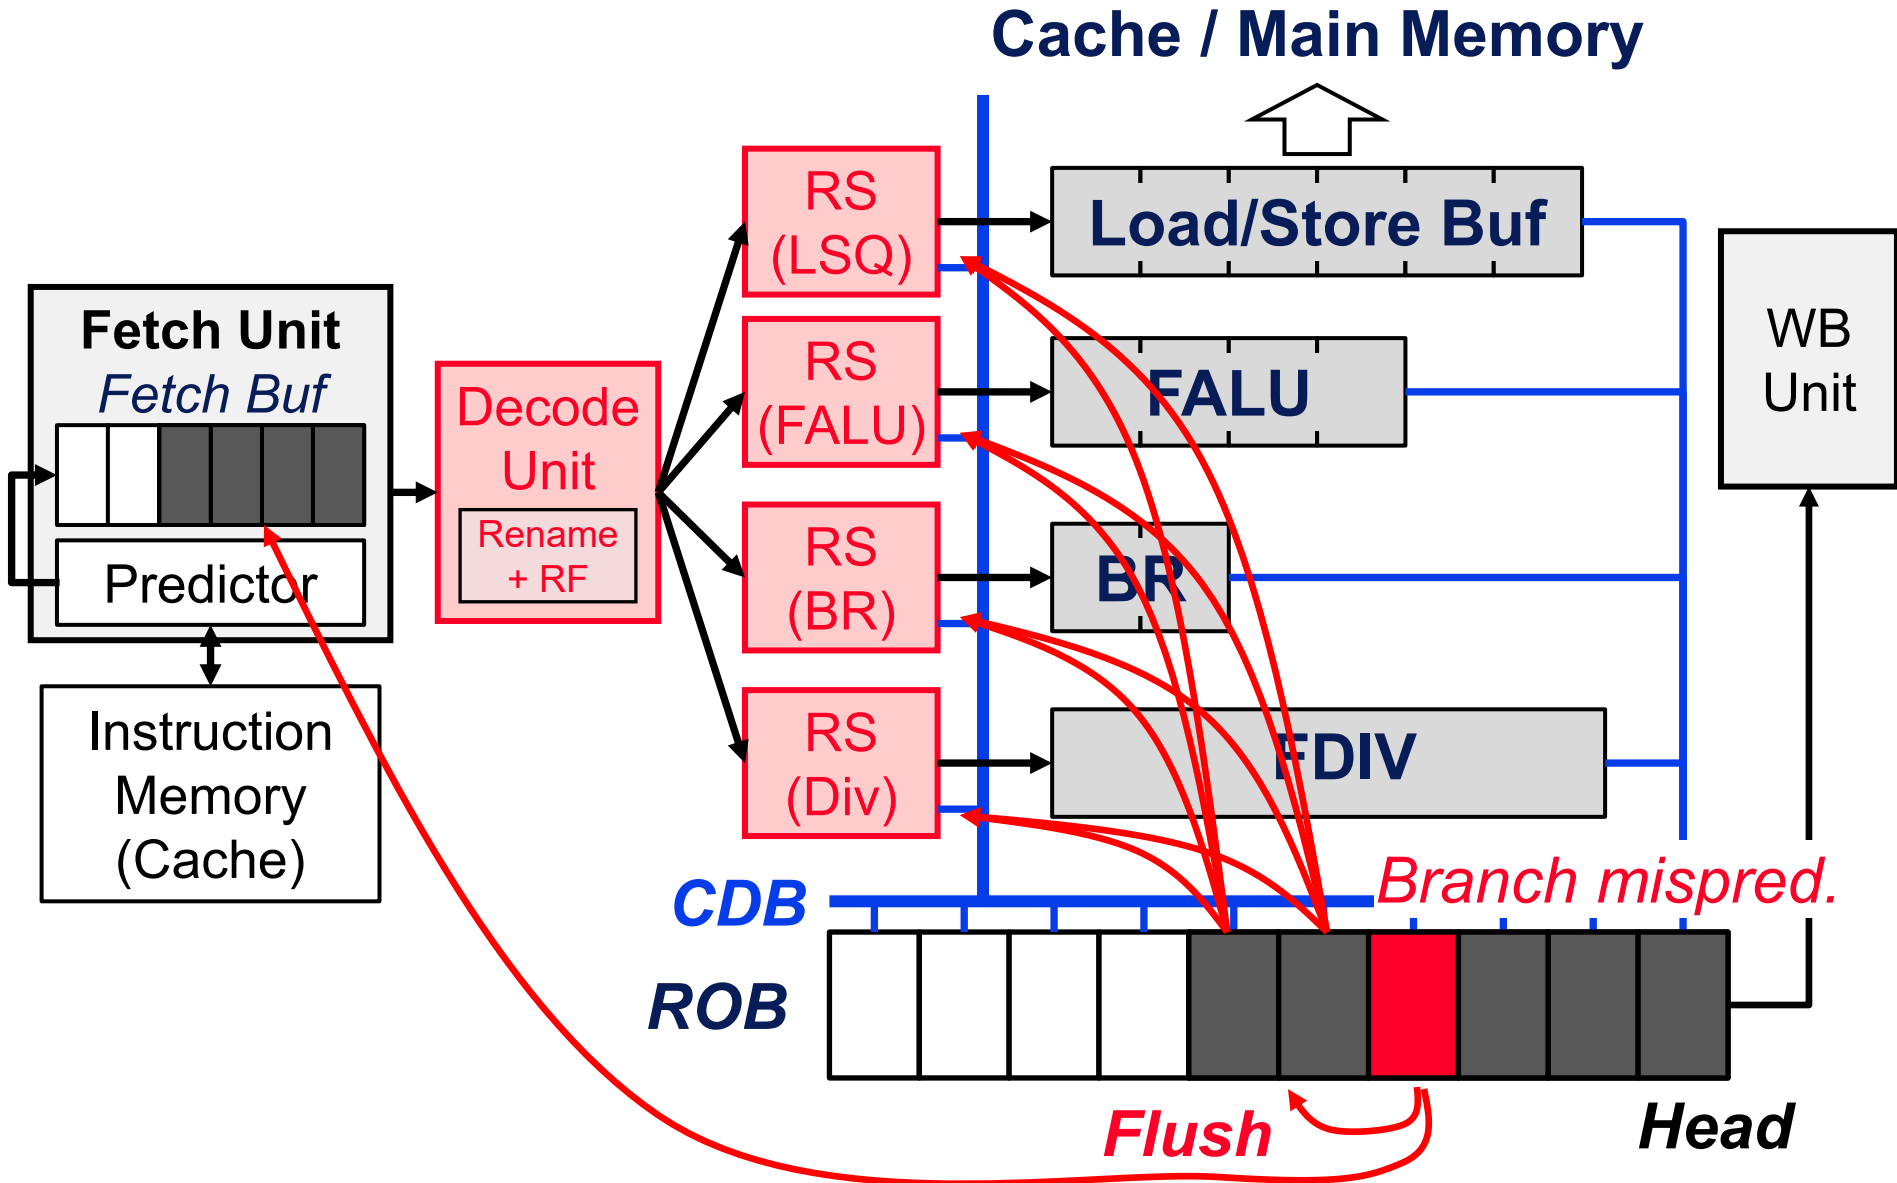 Cache / Main Memory
RS
(LSQ)
Load/Store Buf
Fetch Unit
Fetch Buf
Predictor
Instruction
Memory
(Cache)
Decode
Unit
Rename
+ RF
RS
(FALU)
FALU
RS
(BR)
BR
RS
(Div)
FDIV
WB
Unit
Branch mispred.
CDB
ROB
Flush
Head